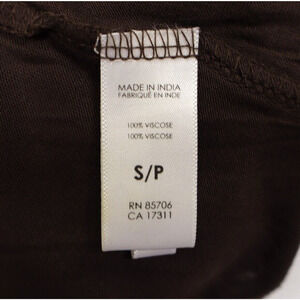 MADE IN INDIA
FABRIQUÉ EN INDE
100% VISCOSE
100% VISCOSE
S/P
RN 85706
CA 17311